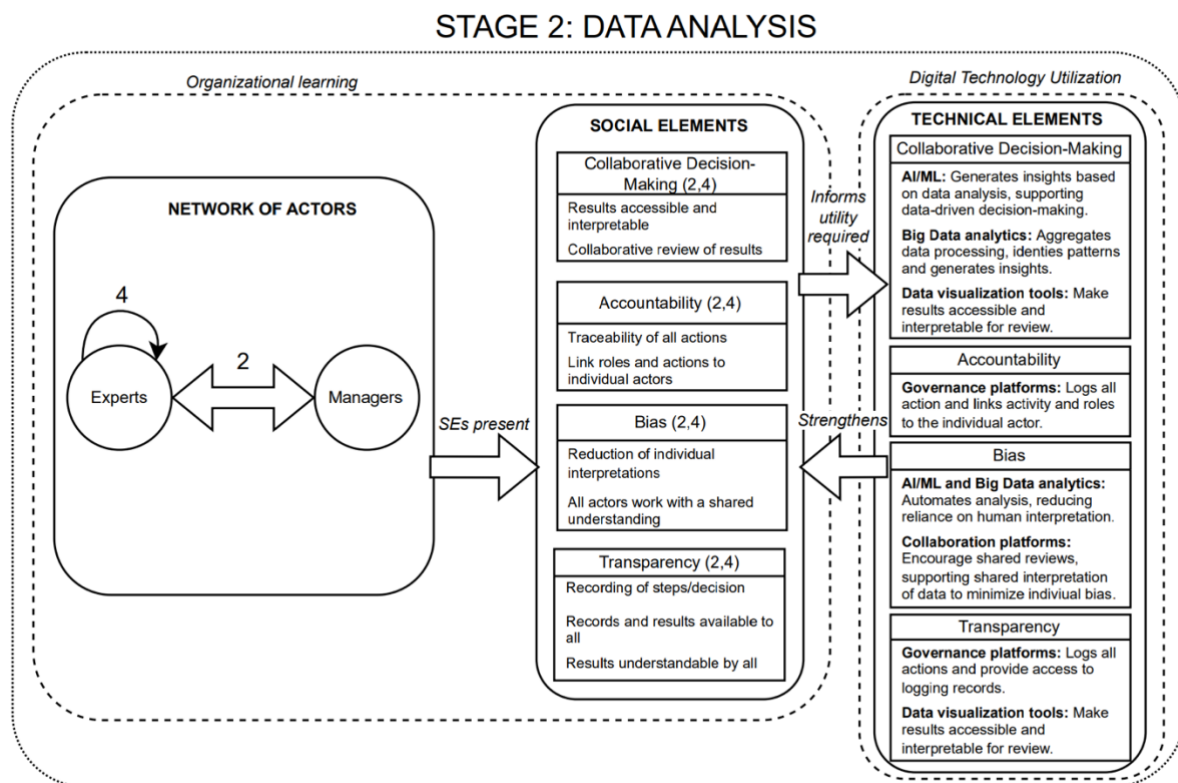 STAGE 2: DATA ANALYSIS
Organizational learning
Digital Technology Utilization
NETWORK OF ACTORS
4
2
Experts
Managers
SEs present
SOCIAL ELEMENTS
Collaborative Decision-
Making (2,4)
Results accessible and
interpretable
Collaborative review of results
Accountability (2,4)
Traceability of all actions
Link roles and actions to
individual actors
Bias (2,4)
Reduction of individual
interpretations
All actors work with a shared
understanding
Transparency (2,4)
Recording of steps/decision
Records and results available to
all
Results understandable by all
Informs
utility
required
Strengthens
TECHNICAL ELEMENTS
Collaborative Decision-Making
AI/ML: Generates insights based
on data analysis, supporting
data-driven decision-making.
Big Data analytics: Aggregates
data processing, identies patterns
and generates insights.
Data visualization tools: Make
results accessible and
interpretable for review.
Accountability
Governance platforms: Logs all
action and links activity and roles
to the individual actor.
Bias
AI/ML and Big Data analytics:
Automates analysis, reducing
reliance on human interpretation.
Collaboration platforms:
Encourage shared reviews,
supporting shared interpretation
of data to minimize indiviual bias.
Transparency
Governance platforms: Logs all
actions and provide access to
logging records.
Data visualization tools: Make
results accessible and
interpretable for review.